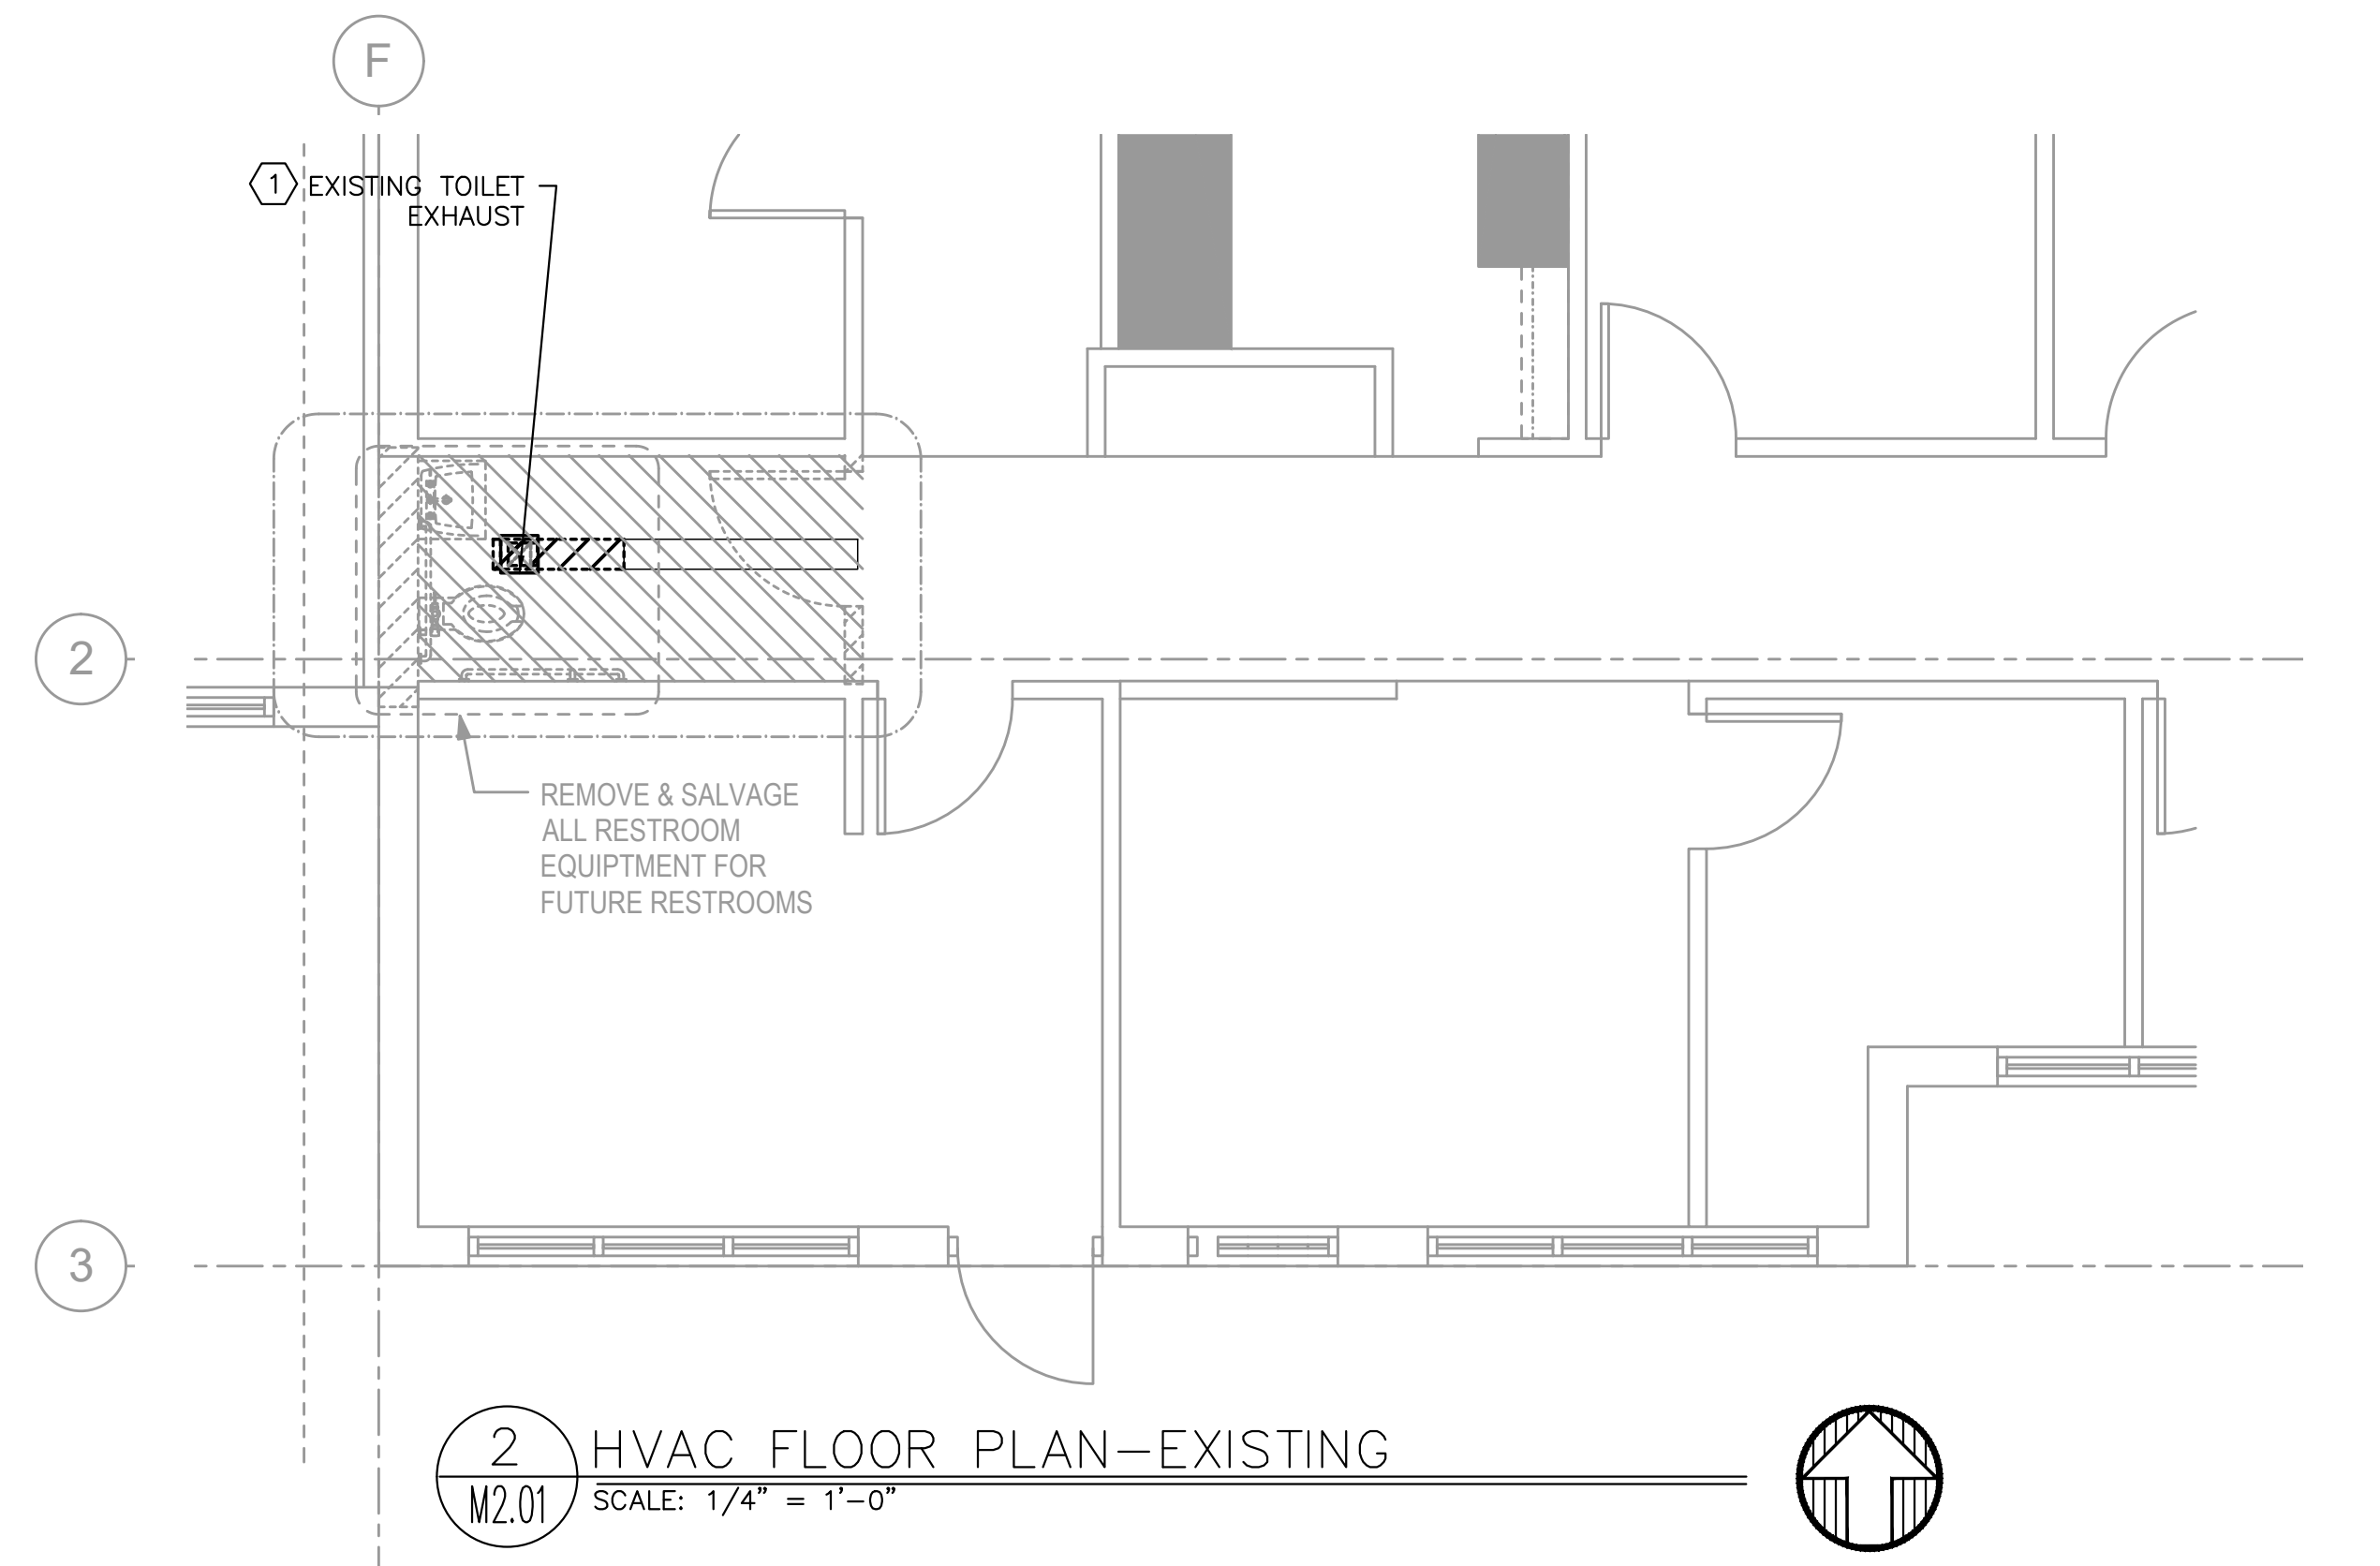 F
1
EXISTING TOILET
EXHAUST
2
REMOVE & SALVAGE
ALL RESTROOM
EQUIPTMENT FOR
FUTURE RESTROOMS
3
2
M2.01
HVAC FLOOR PLAN-EXISTING
SCALE: 1/4" = 1'-0"